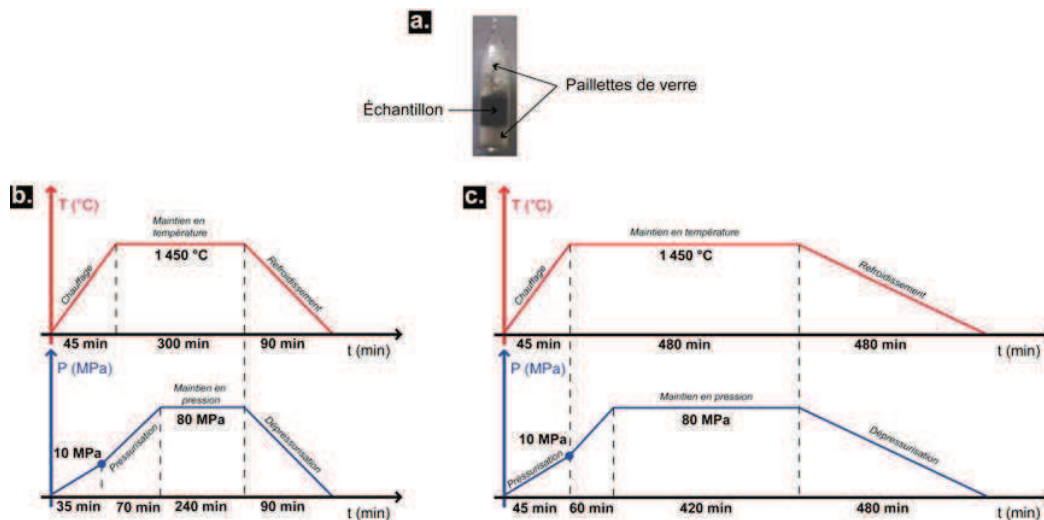 a.
Paillettes de verre
Échantillon
b.
T (°C)
Maintien en
température
1 450 °C
Chauffage
Refroidissement
45 min
300 min
90 min
t (min)
P (MPa)
Maintien en
pression
80 MPa
10 MPa
Pressurisation
Dépressurisation
35 min
70 min
240 min
90 min
t (min)
c.
T (°C)
Maintien en température
1 450 °C
Chauffage
Refroidissement
45 min
480 min
480 min
t (min)
P (MPa)
Maintien en pression
80 MPa
10 MPa
Pressurisation
Dépressurisation
45 min
60 min
420 min
480 min
t (min)